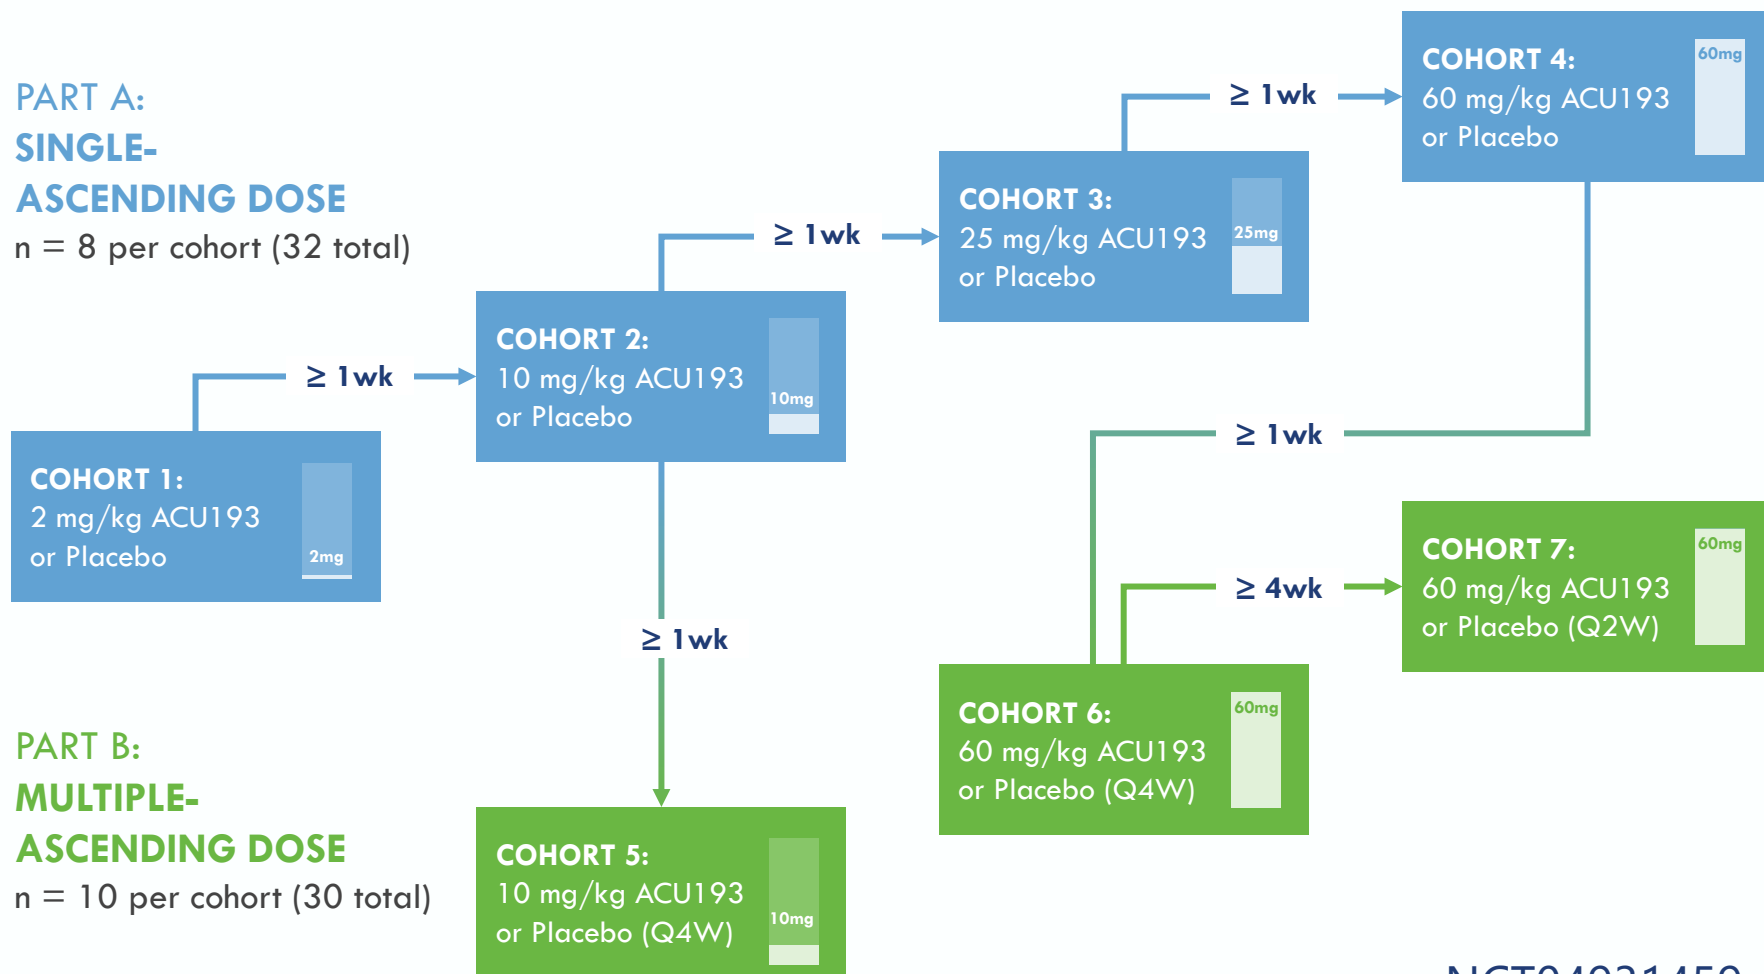 PART A:
SINGLE-
ASCENDING DOSE
n = 8 per cohort (32 total)
COHORT 1:
2 mg/kg ACU193
or Placebo
2mg
≥ 1wk
COHORT 2:
10 mg/kg ACU193
or Placebo
10mg
≥ 1wk
COHORT 3:
25 mg/kg ACU193
or Placebo
25mg
≥ 1wk
COHORT 4:
60 mg/kg ACU193
or Placebo
60mg
≥ 1wk
≥ 1wk
PART B:
MULTIPLE-
ASCENDING DOSE
n = 10 per cohort (30 total)
COHORT 5:
10 mg/kg ACU193
or Placebo (Q4W)
10mg
COHORT 6:
60 mg/kg ACU193
or Placebo (Q4W)
60mg
≥ 4wk
COHORT 7:
60 mg/kg ACU193
or Placebo (Q2W)
60mg